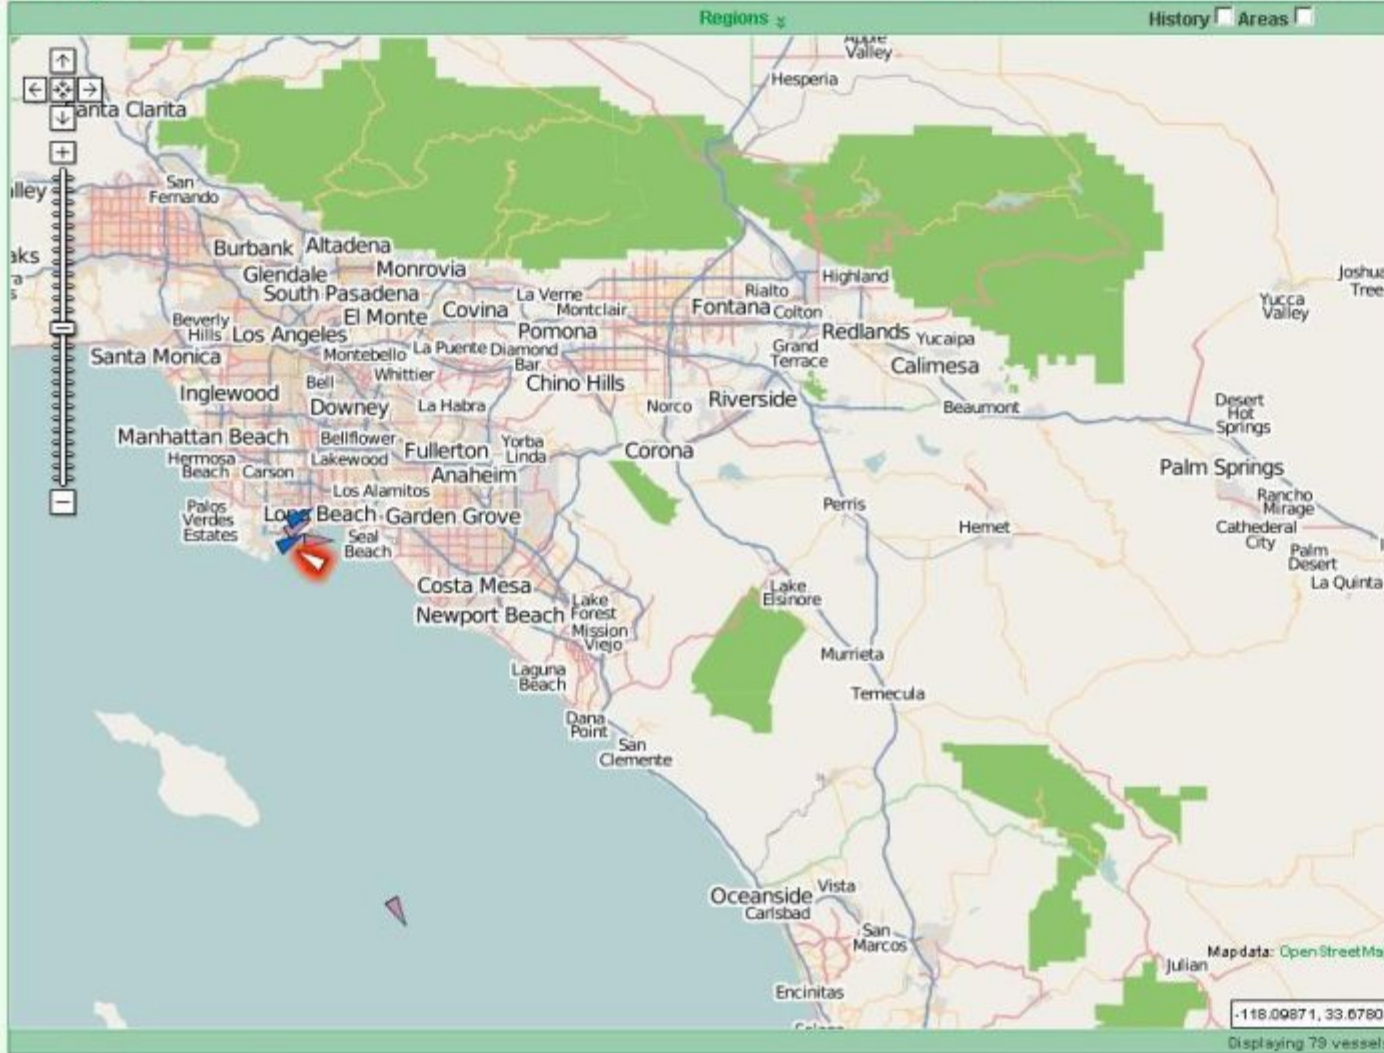 Regions
History Areas
Apple
Valley
Hesperia
anta Clarita
San
Fernando
lley
Burbank Altadena
aks
Glendale Monrovia
Highland
Joshua
Tree
South Pasadena La Verne Rialto
Yucca
Valley
El Monte Covina Montclair Fontana Colton
Beverly
Hills Los Angeles Pomona Redlands Yucaipa
Santa Monica Montebello La Puente Diamond
Bar
Grand
Terrace
Calimesa
Whittier
Bell Chino Hills
Inglewood
Downey La Habra Norco Riverside Beaumont
Desert
Hot
Springs
Manhattan Beach Bellflower Fullerton Yorba
Linda Corona
Hermosa
Beach Carson Lakewood
Anaheim Palm Springs
Los Alamitos
Rancho
Mirage
Palos
Verdes
Estates
Long Beach Garden Grove Perris Hemet
Cathederal
City
Seal
Beach
Palm
Desert
La Quinta
Costa Mesa
Lake
Elsinore
Newport Beach Lake
Forest
Mission
Viejo
Murrieta
Laguna
Beach
Temecula
Dana
Point
San
Clemente
Oceanside Vista
Carlsbad
San
Marcos
Mapdata: OpenStreetMa
Julian
Encinitas
-118.09871, 33.6780
Displaying 79 vessels